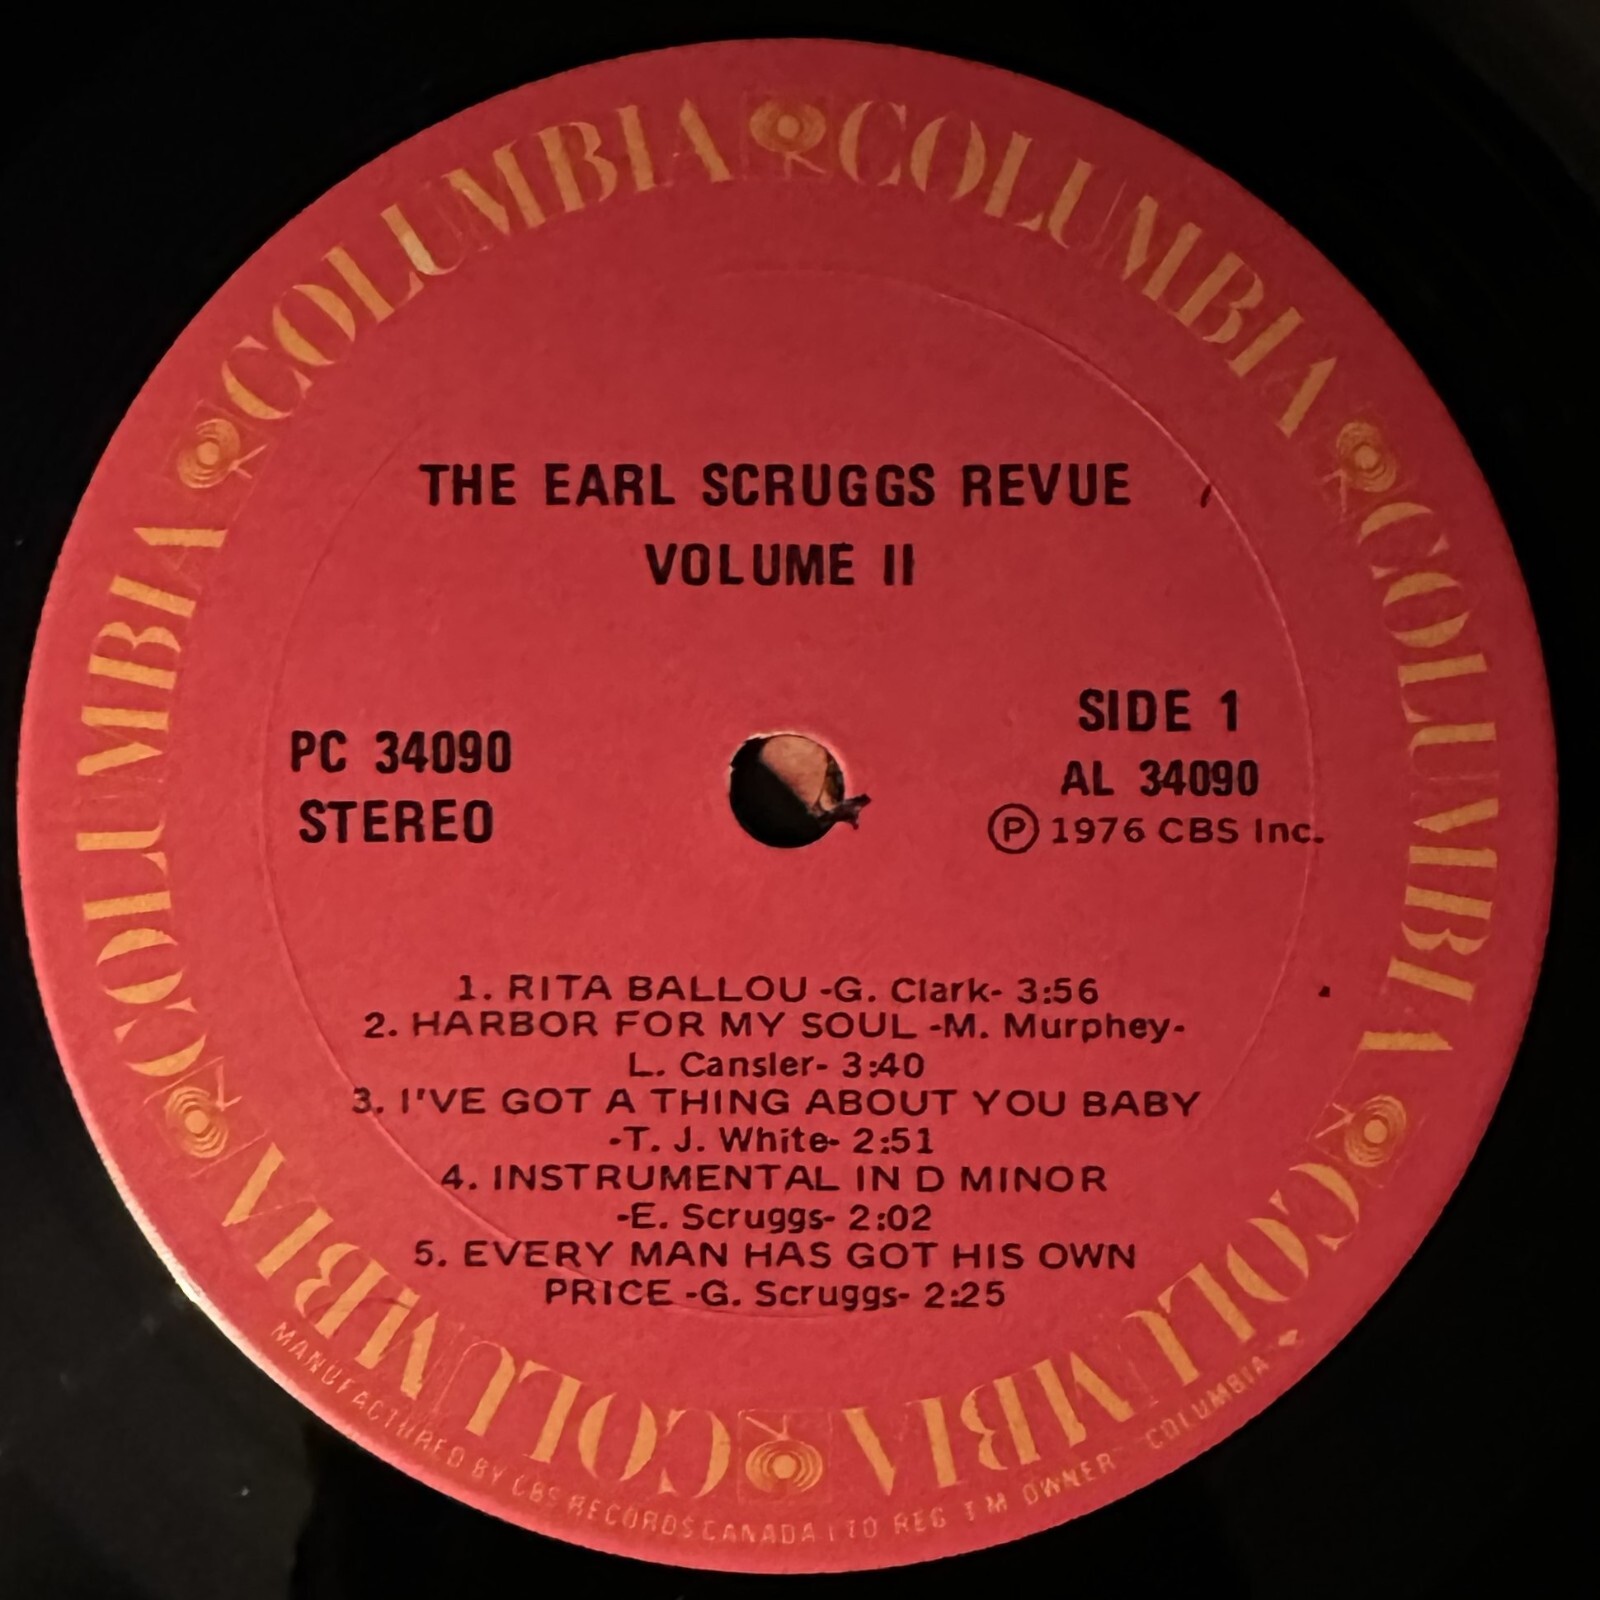 COLUMBIA COLUMBIA COLUMBIA COLUMBIA COLUMBIA COLUMBIA
THE EARL SCRUGGS REVUE
VOLUME II
PC 34090
STEREO
SIDE 1
AL 34090
Ⓟ 1976 CBS Inc.
1. RITA BALLOU -G. Clark- 3:56
2. HARBOR FOR MY SOUL -M. Murphey-
L. Cansler- 3:40
3. I'VE GOT A THING ABOUT YOU BABY
-T. J. White- 2:51
4. INSTRUMENTAL IN D MINOR
-E. Scruggs- 2:02
5. EVERY MAN HAS GOT HIS OWN
PRICE -G. Scruggs- 2:25
MANUFACTURED BY CBS RECORDS CANADA LTD REG T M OWNER COLUMBIA